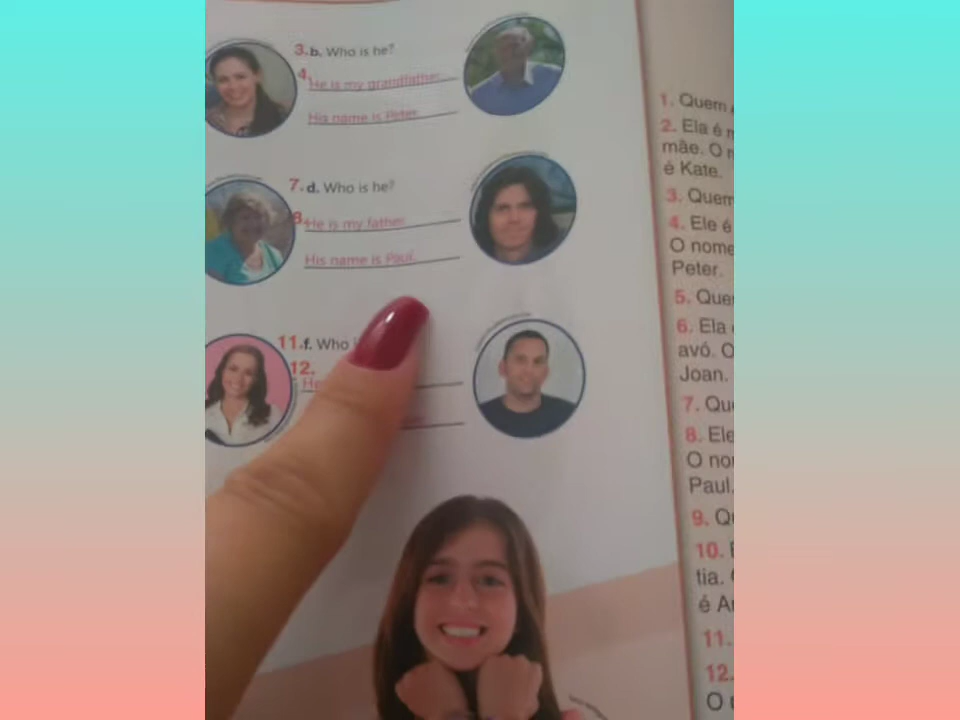 3. b. Who is he?
4. He is my grandfather.
His name is Peter.
7. d. Who is he?
8. He is my father.
His name is Paul.
11. f. Who
12.
He
1. Quem
2. Ela é
mãe. O
é Kate.
3. Quem
4. Ele é
O nome
Peter.
5. Que
6. Ela
avó. O
Joan.
7. Qu
8. Ele
O no
Paul.
9. Q
10.
tia.
é A
11.
12.
O